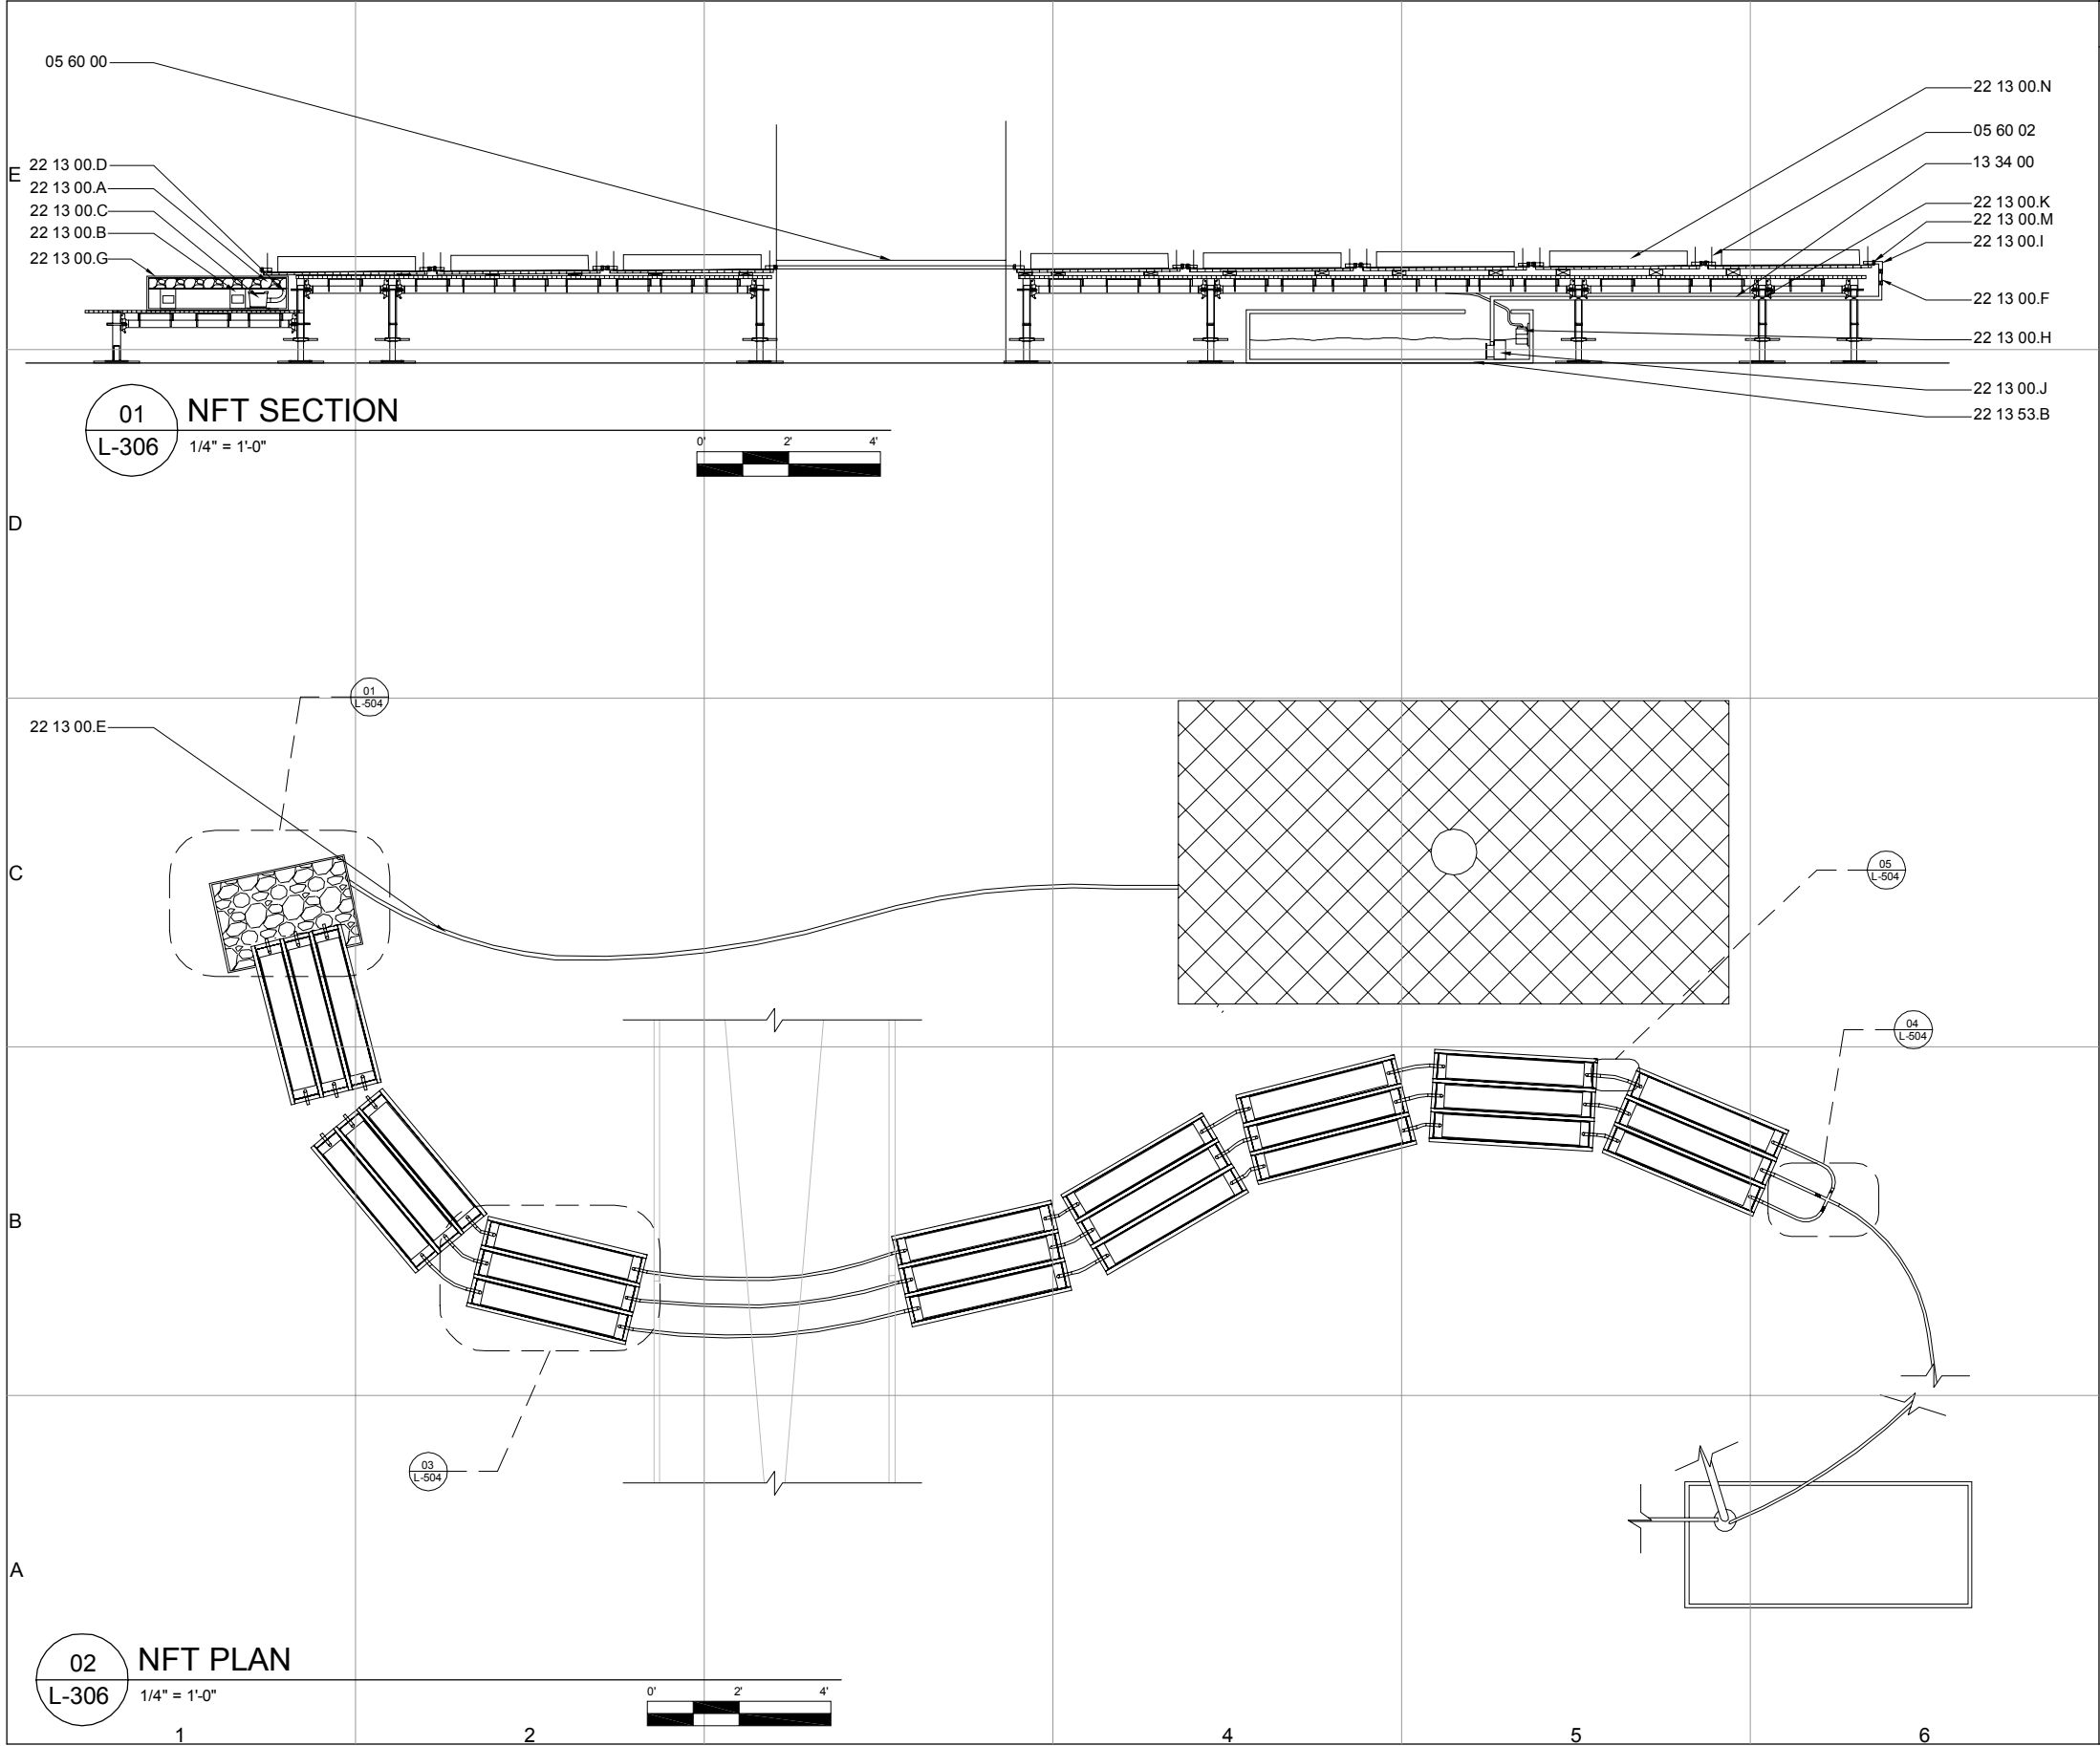 05 60 00
22 13 00.N
05 60 02
13 34 00
E
22 13 00.D
22 13 00.A
22 13 00.C
22 13 00.B
22 13 00.G
22 13 00.K
22 13 00.M
22 13 00.I
22 13 00.F
22 13 00.H
22 13 00.J
22 13 53.B
01
L-306
NFT SECTION
1/4" = 1'-0"
0' 2' 4'
D
01
L-504
22 13 00.E
C
05
L-504
04
L-504
B
03
L-504
A
02
L-306
NFT PLAN
1/4" = 1'-0"
0' 2' 4'
1 2 4 5 6